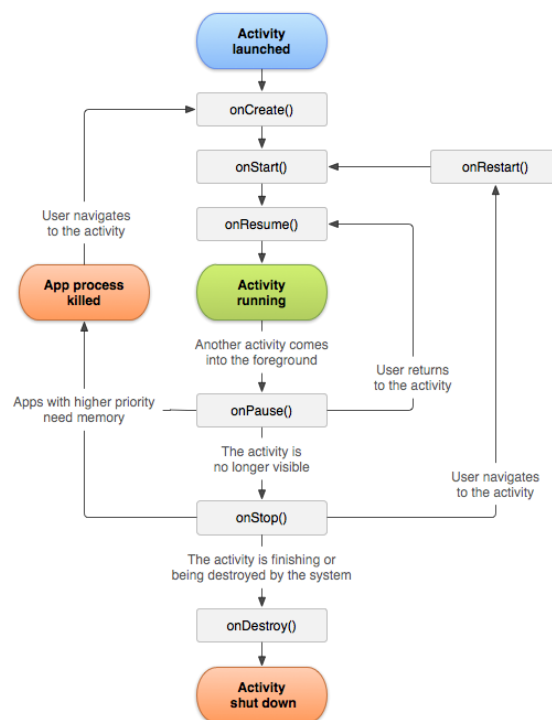 Activity
launched
onCreate()
onStart()
onRestart()
User navigates
to the activity
onResume()
App process
killed
Activity
running
Another activity comes
into the foreground
User returns
to the activity
Apps with higher priority
need memory
onPause()
The activity is
no longer visible
User navigates
to the activity
onStop()
The activity is finishing or
being destroyed by the system
onDestroy()
Activity
shut down